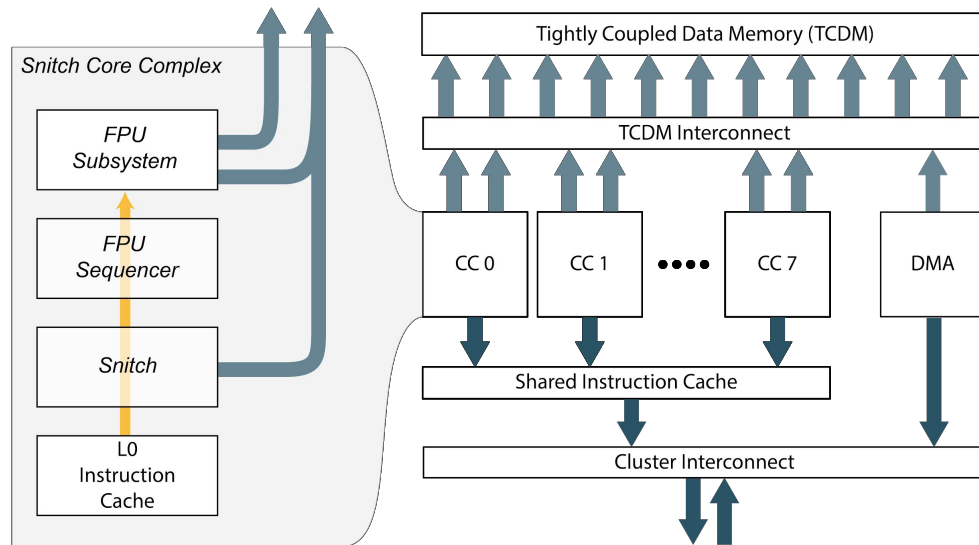 Snitch Core Complex
FPU
Subsystem
FPU
Sequencer
Snitch
L0
Instruction
Cache
Tightly Coupled Data Memory (TCDM)
TCDM Interconnect
CC 0
CC 1
CC 7
DMA
Shared Instruction Cache
Cluster Interconnect